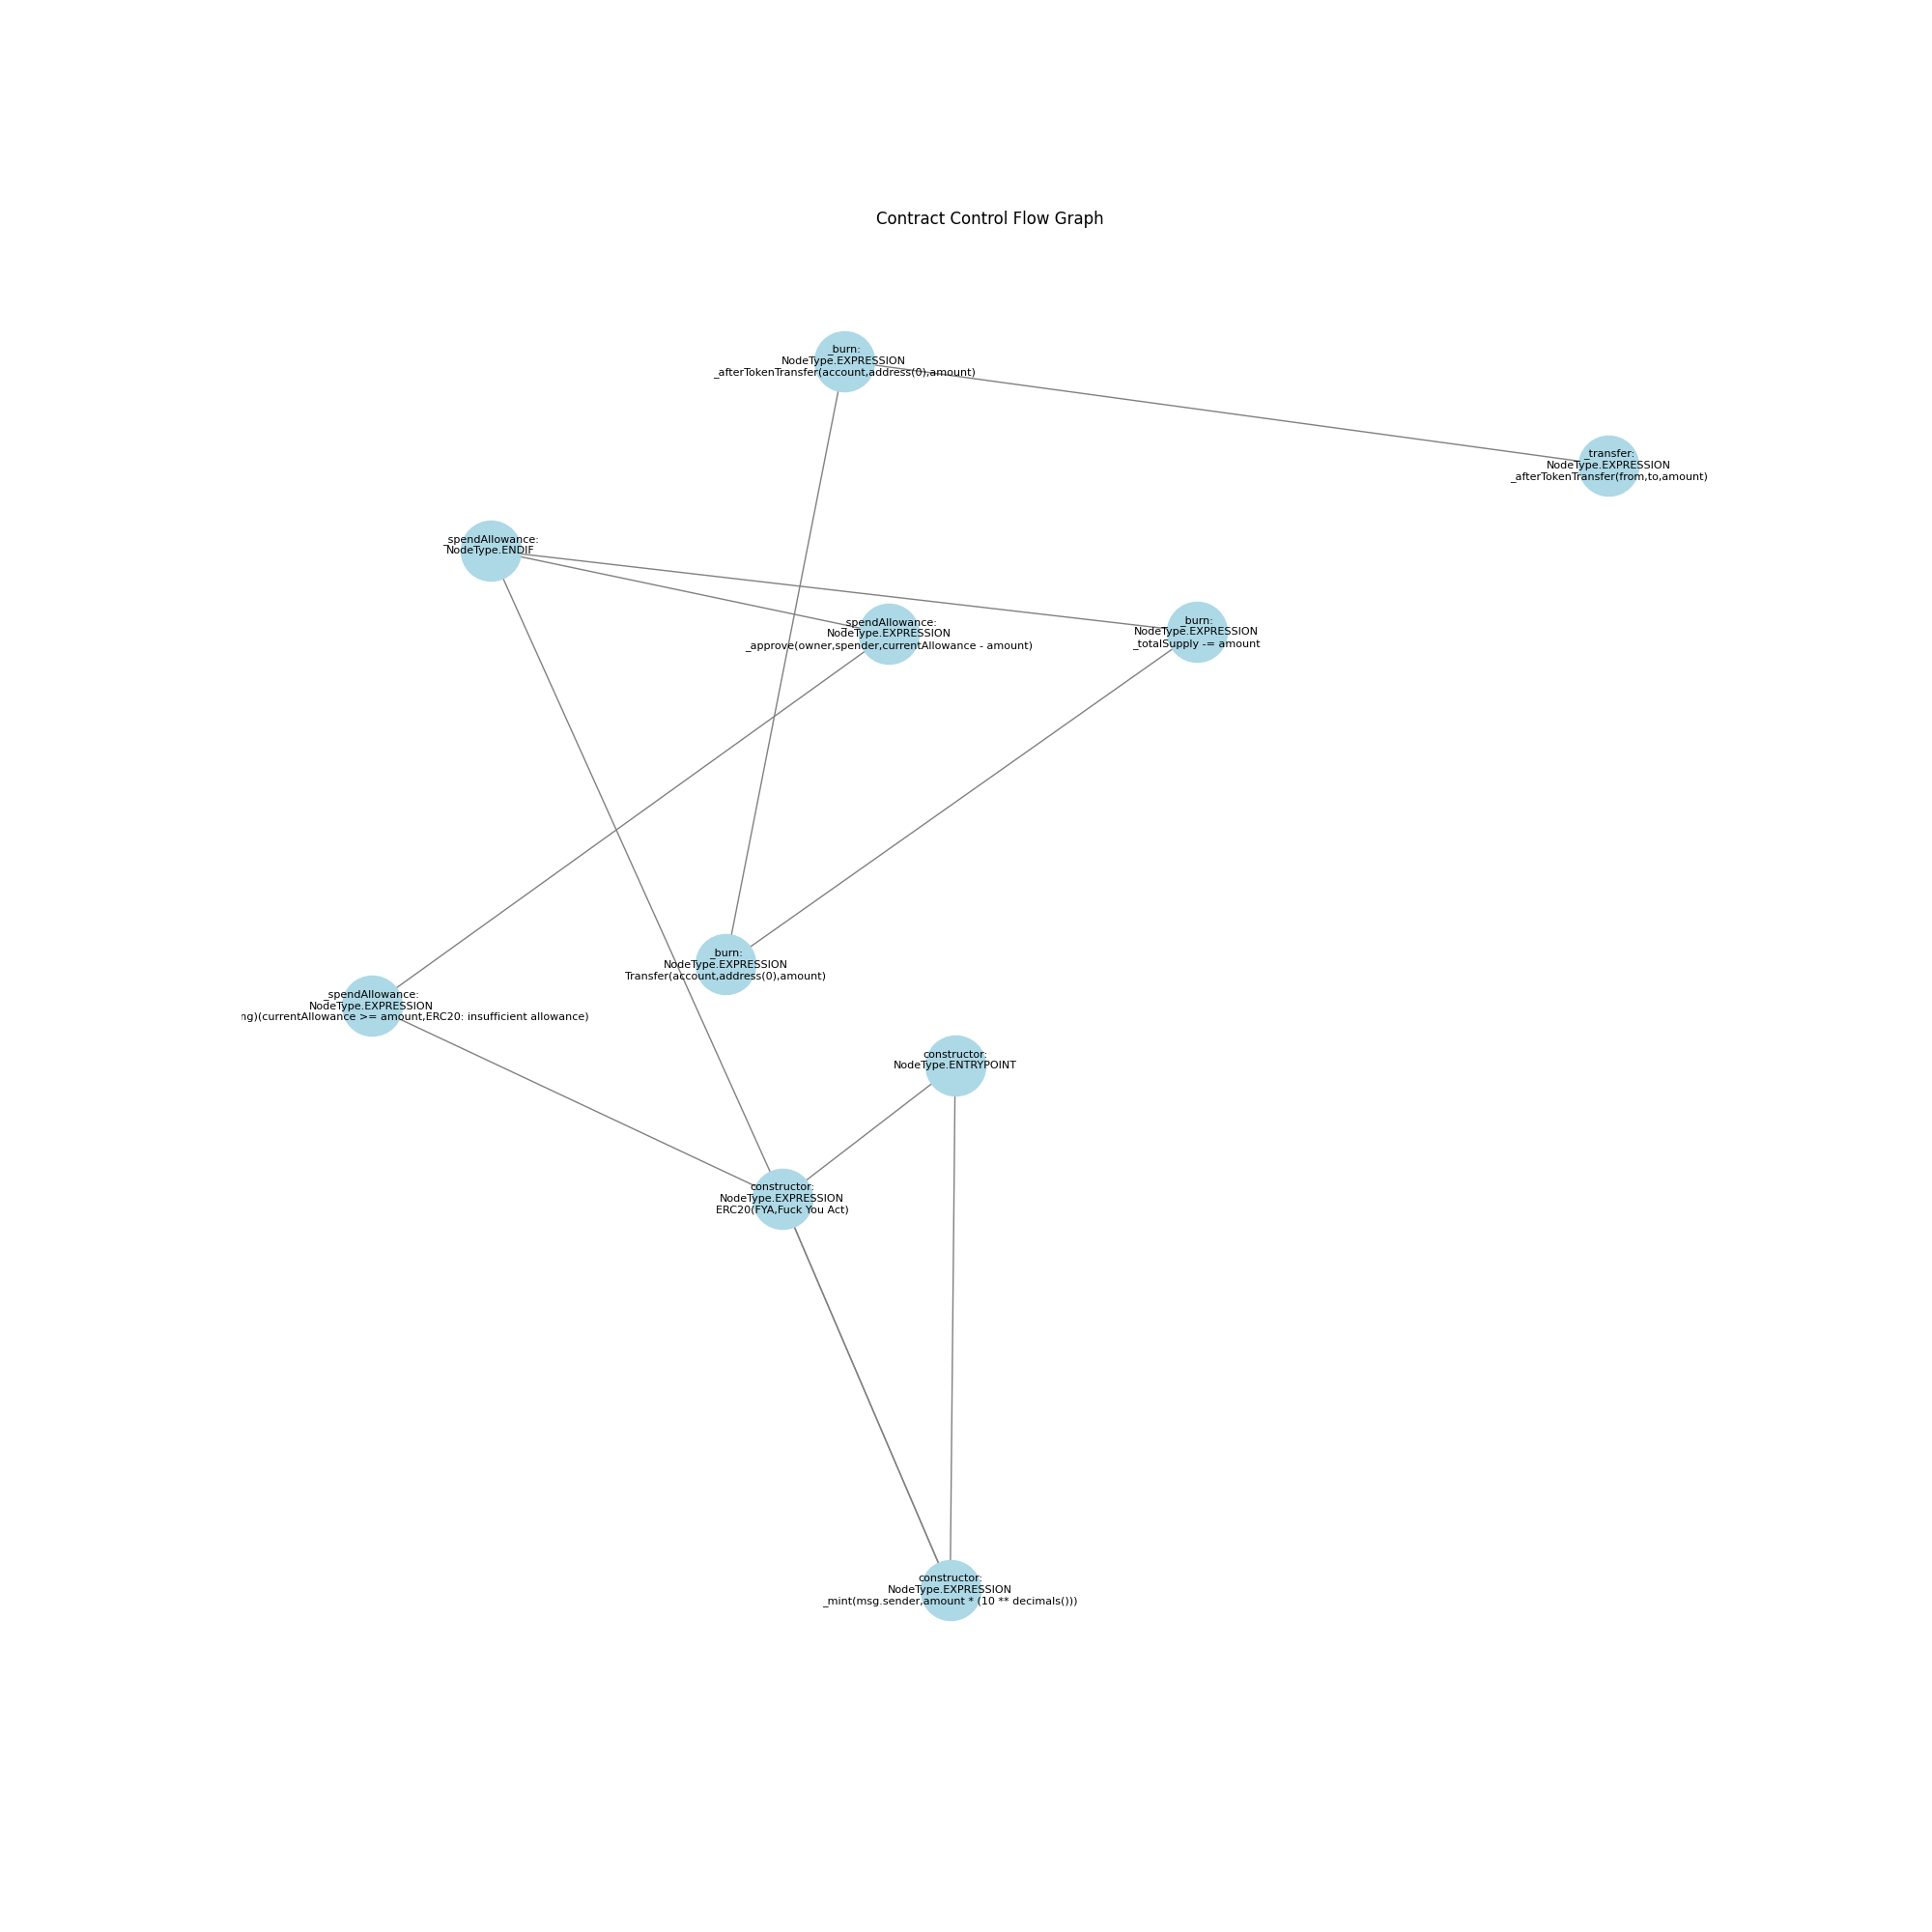 Contract Control Flow Graph
_burn:
NodeType.EXPRESSION
_afterTokenTransfer(account,address(0),amount)
_transfer:
NodeType.EXPRESSION
_afterTokenTransfer(from,to,amount)
_spendAllowance:
NodeType.ENDIF
_spendAllowance:
NodeType.EXPRESSION
_approve(owner,spender,currentAllowance - amount)
_burn:
NodeType.EXPRESSION
_totalSupply -= amount
_burn:
NodeType.EXPRESSION
Transfer(account,address(0),amount)
_spendAllowance:
NodeType.EXPRESSION
ng)(currentAllowance >= amount,ERC20: insufficient allowance)
constructor:
NodeType.ENTRYPOINT
constructor:
NodeType.EXPRESSION
ERC20(FYA,Fuck You Act)
constructor:
NodeType.EXPRESSION
_mint(msg.sender,amount * (10 ** decimals()))